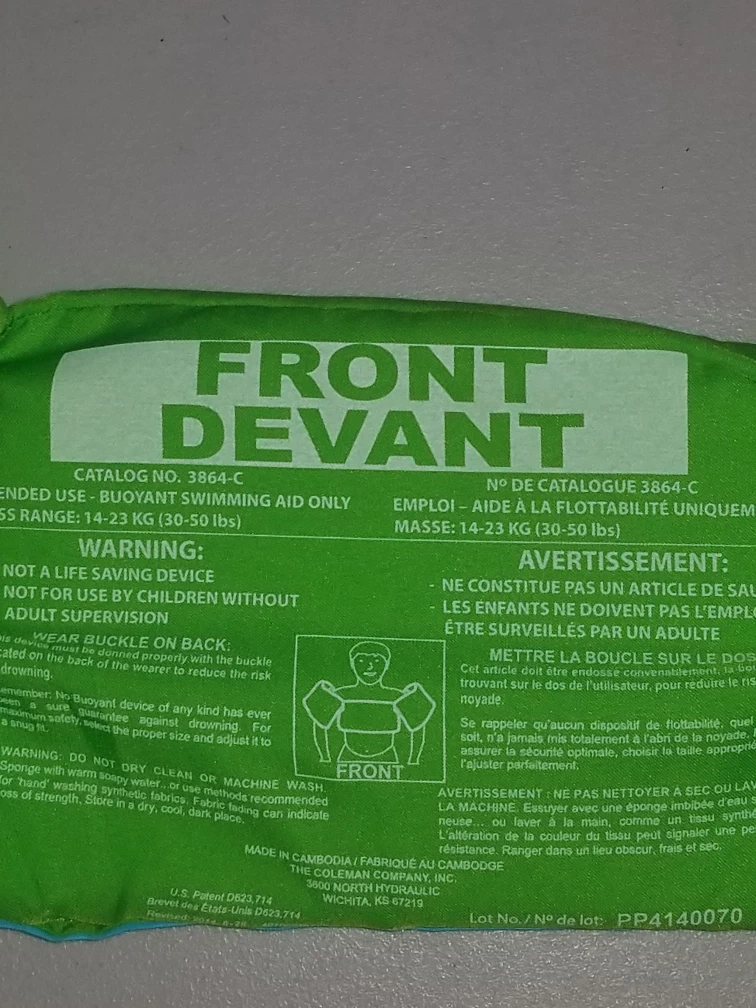 FRONT
DEVANT
CATALOG NO. 3864-C
ENDED USE - BUOYANT SWIMMING AID ONLY
SS RANGE: 14-23 KG (30-50 lbs)
WARNING:
NOT A LIFE SAVING DEVICE
NOT FOR USE BY CHILDREN WITHOUT
ADULT SUPERVISION
WEAR BUCKLE ON BACK:
his device must be donned properly with the buckle
cated on the back of the wearer to reduce the risk
drowning.
emember: No Buoyant device of any kind has ever
been a sure guarantee against drowning. For
maximum safety, select the proper size and adjust it to
a snug fit.
WARNING: DO NOT DRY CLEAN OR MACHINE WASH.
Sponge with warm soapy water... or use methods recommended
for 'hand' washing synthetic fabrics. Fabric fading can indicate
oss of strength. Store in a dry, cool, dark place.
FRONT
Nº DE CATALOGUE 3864-C
EMPLOI – AIDE À LA FLOTTABILITÉ UNIQUEM
MASSE: 14-23 KG (30-50 lbs)
AVERTISSEMENT:
- NE CONSTITUE PAS UN ARTICLE DE SAU
- LES ENFANTS NE DOIVENT PAS L'EMPLO
ÊTRE SURVEILLÉS PAR UN ADULTE
METTRE LA BOUCLE SUR LE DOS
Cet article doit être endossé convenablement, la bou
trouvant sur le dos de l'utilisateur, pour réduire le ris
noyade.
Se rappeler qu'aucun dispositif de flottabilité, quel
soit, n'a jamais mis totalement à l'abri de la noyade.
assurer la sécurité optimale, choisir la taille approprié
l'ajuster parfaitement.
AVERTISSEMENT : NE PAS NETTOYER À SEC OU LAV
LA MACHINE. Essuyer avec une éponge imbibée d'eau
neuse... ou laver à la main, comme un tissu synthé
L'altération de la couleur du tissu peut signaler une pe
résistance. Ranger dans un lieu obscur, frais et sec.
MADE IN CAMBODIA / FABRIQUÉ AU CAMBODGE
THE COLEMAN COMPANY, INC.
3600 NORTH HYDRAULIC
WICHITA, KS 67219
U.S. Patent D623,714
Brevet des États-Unis D623,714
Revised:
Lot No. / Nº de lot: PP4140070